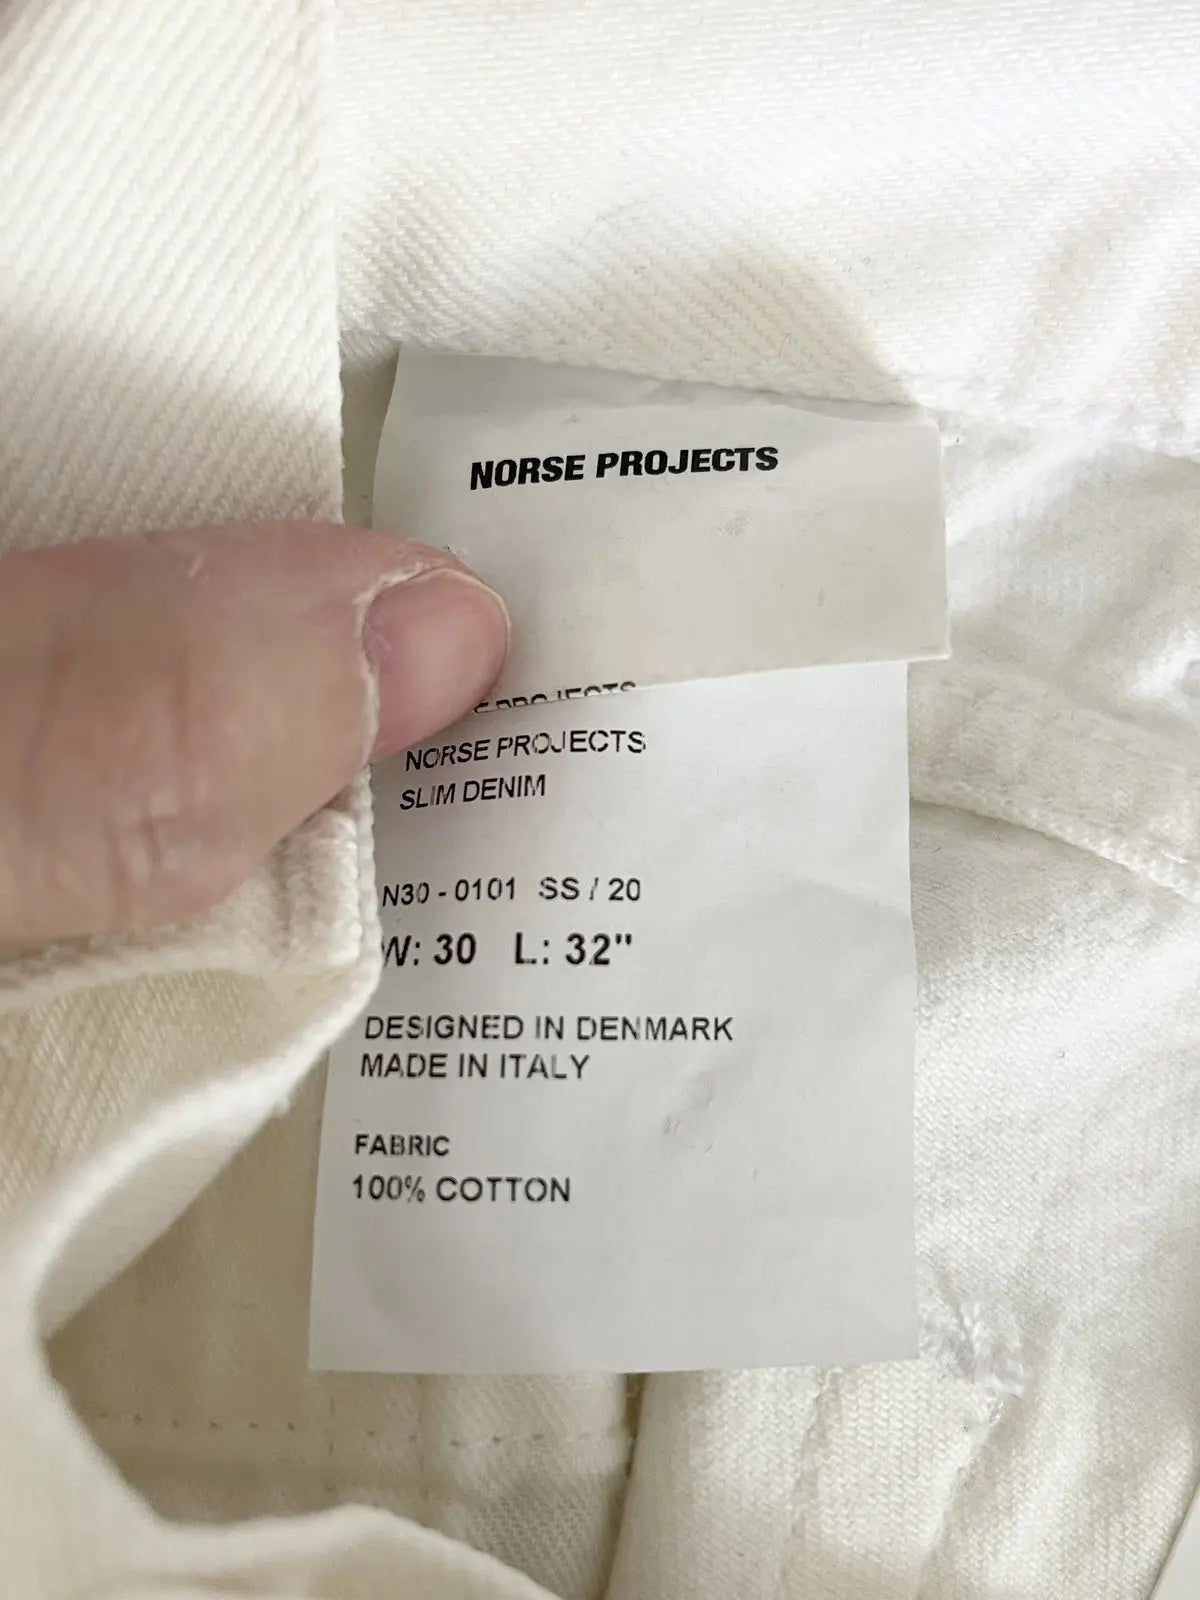 NORSE PROJECTS
PROJECTS
NORSE PROJECTS
SLIM DENIM
N30 - 0101 SS / 20
W: 30 L: 32"
DESIGNED IN DENMARK
MADE IN ITALY
FABRIC
100% COTTON